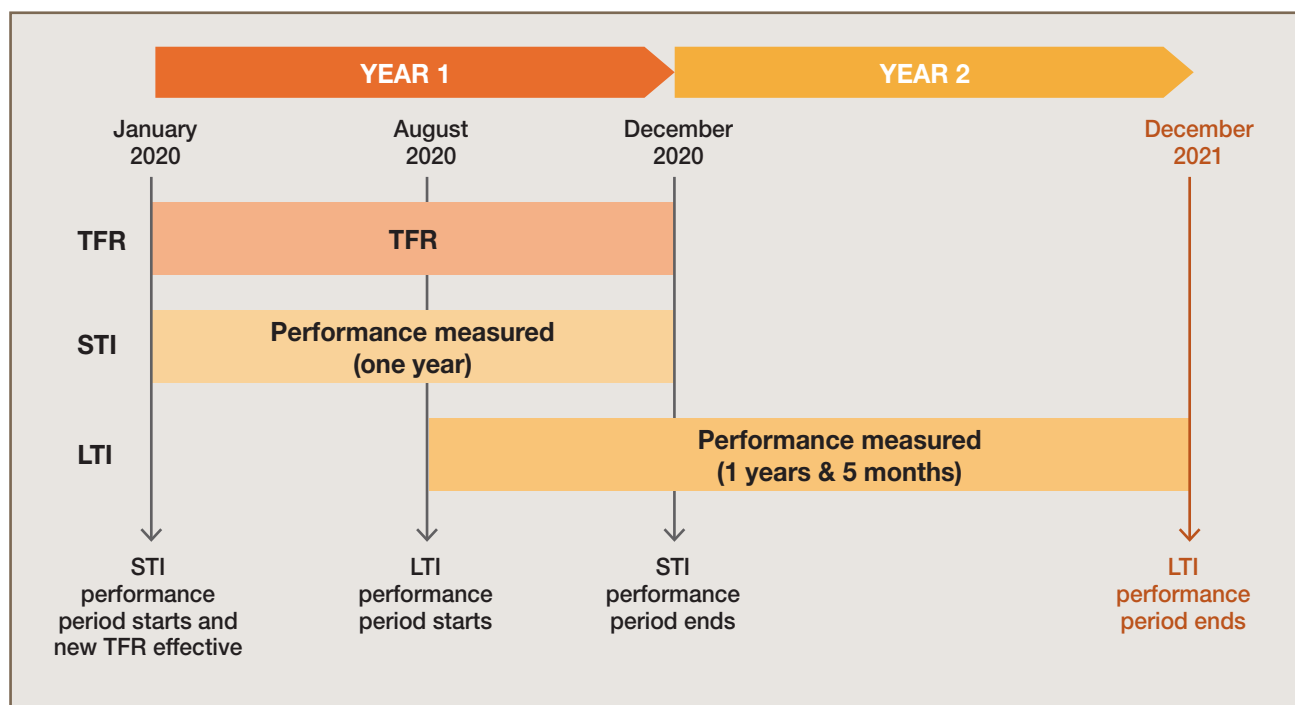 YEAR 1
YEAR 2
January
2020
August
2020
December
2020
December
2021
TFR
TFR
STI
Performance measured
(one year)
LTI
Performance measured
(1 years & 5 months)
STI
performance
period starts and
new TFR effective
LTI
performance
period starts
STI
performance
period ends
LTI
performance
period ends